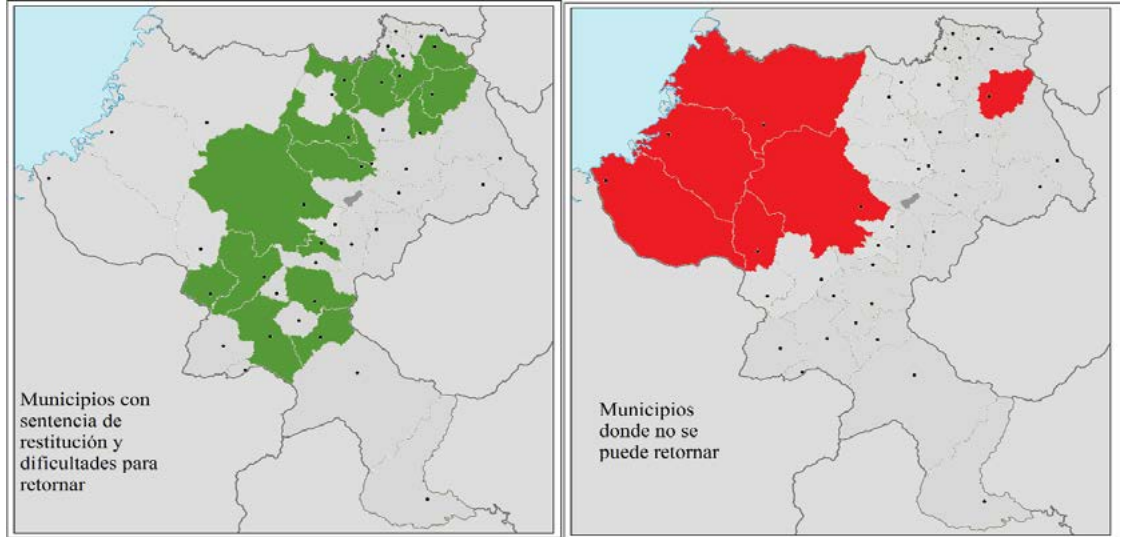 Municipios con
sentencia de
restitución y
dificultades para
retornar
Municipios
donde no se
puede retornar